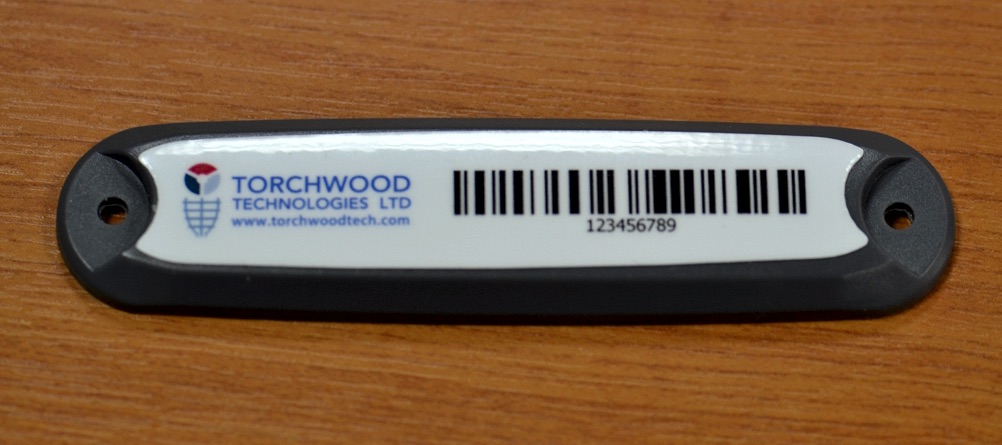 TORCHWOOD
TECHNOLOGIES LTD
www.torchwoodtech.com
123456789